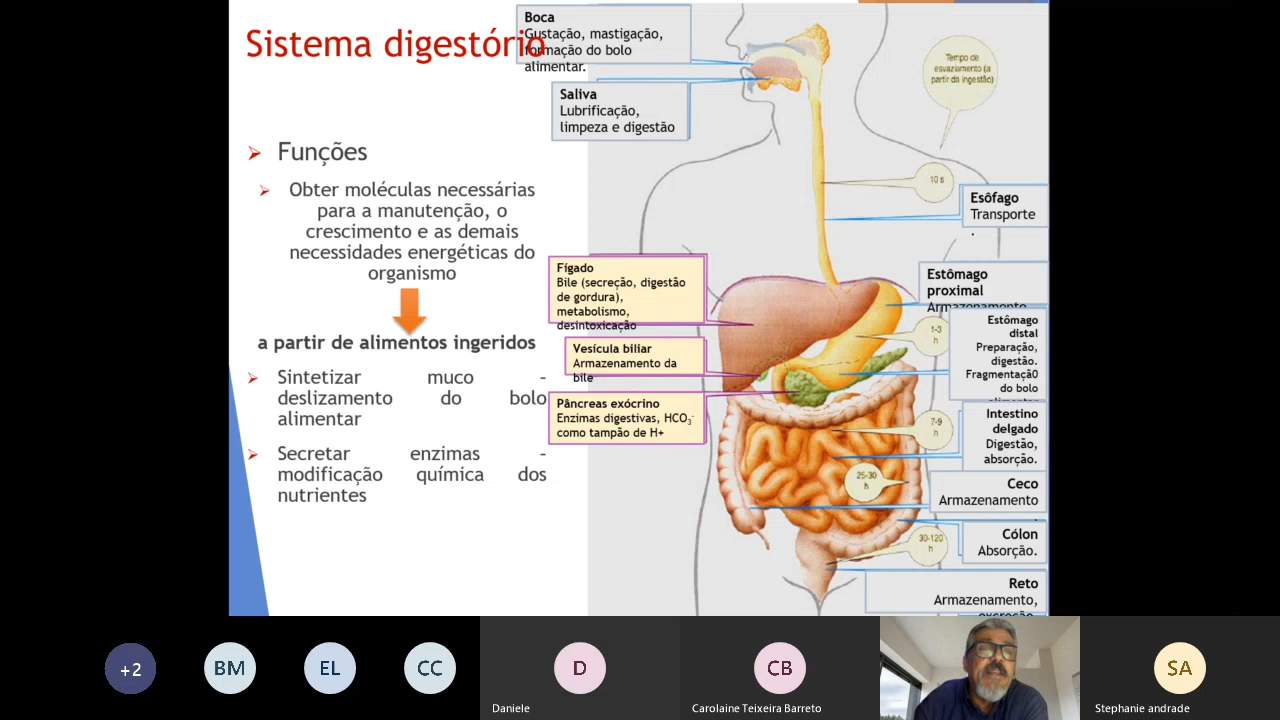 Sistema digestório
Funções
Obter moléculas necessárias
para a manutenção, o
crescimento e as demais
necessidades energéticas do
organismo
a partir de alimentos ingeridos
Sintetizar muco -
deslizamento do bolo
alimentar
Secretar enzimas -
modificação química dos
nutrientes
Boca
Gustação, mastigação,
formação do bolo
alimentar.
Saliva
Lubrificação,
limpeza e digestão
Tempo de
esvaziamento (a
partir da ingestão)
10 s
Esôfago
Transporte
.
Fígado
Bile (secreção, digestão
de gordura),
metabolismo,
desintoxicação
Vesícula biliar
Armazenamento da
bile
Pâncreas exócrino
Enzimas digestivas, HCO3-
como tampão de H+
Estômago
proximal
Armazenamento
1-3
h
Estômago
distal
Preparação,
digestão.
Fragmentaçã0
do bolo
alimentar
7-9
h
Intestino
delgado
Digestão,
absorção.
25-30
h
Ceco
Armazenamento
Cólon
Absorção.
30-120
h
Reto
Armazenamento,
excreção
+2
BM
EL
CC
D
Daniele
CB
Carolaine Teixeira Barreto
SA
Stephanie andrade